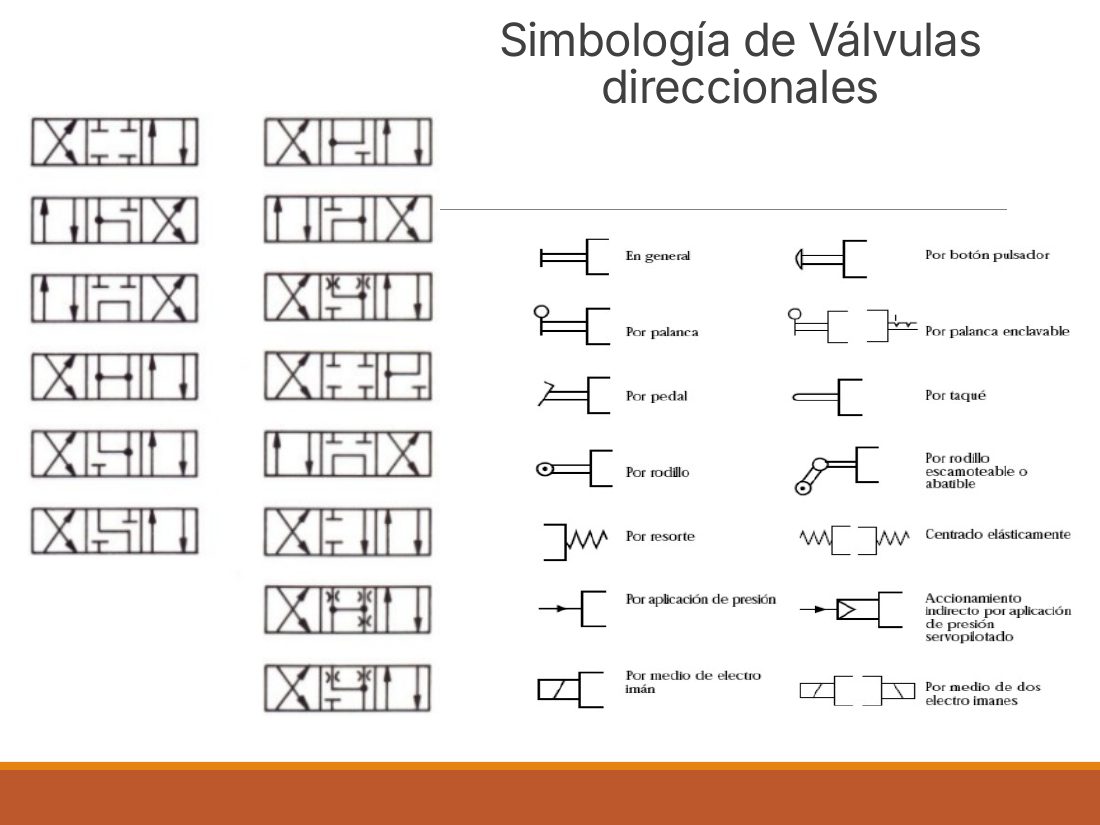 Simbología de Válvulas
direccionales
En general
Por botón pulsador
Por palanca
Por palanca enclavable
Por pedal
Por taqué
Por rodillo
Por rodillo
escamoteable o
abatible
Por resorte
Centrado elásticamente
Por aplicación de presión
Accionamiento
indirecto por aplicación
de presión
servopilotado
Por medio de electro
imán
Por medio de dos
electro imanes